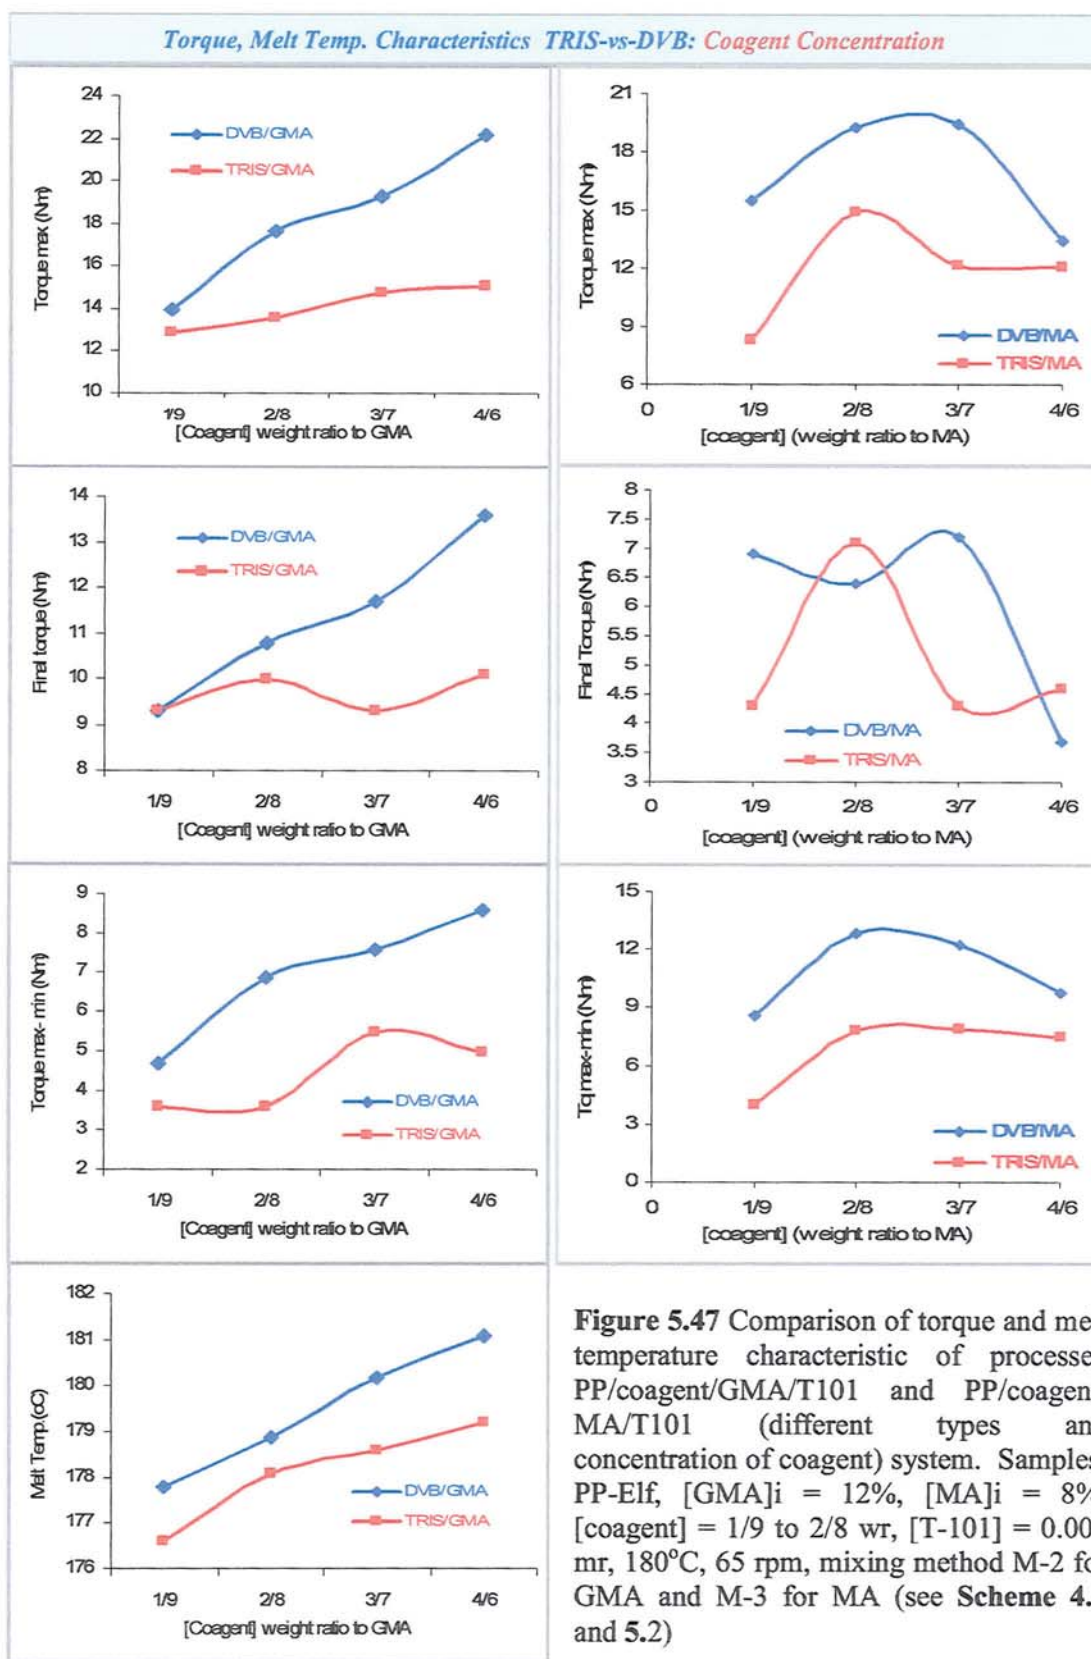 Torque, Melt Temp. Characteristics TRIS-vs-DVB: Coagent Concentration
Torque max (Nm)
24
22
20
18
16
14
12
10
DVB/GMA
TRIS/GMA
1/9 2/8 3/7 4/6
[Coagent] weight ratio to GMA
Torque max (Nm)
21
18
15
12
9
6
DVB/MA
TRIS/MA
0 1/9 2/8 3/7 4/6
[coagent] (weight ratio to MA)
Final torque (Nm)
14
13
12
11
10
9
8
DVB/GMA
TRIS/GMA
1/9 2/8 3/7 4/6
[Coagent] weight ratio to GMA
Final Torque (Nm)
8
7.5
7
6.5
6
5.5
5
4.5
4
3.5
3
DVB/MA
TRIS/MA
0 1/9 2/8 3/7 4/6
[coagent] (weight ratio to MA)
Torque max- min (Nm)
9
8
7
6
5
4
3
2
DVB/GMA
TRIS/GMA
1/9 2/8 3/7 4/6
[Coagent] weight ratio to GMA
Tq max-min (Nm)
15
12
9
6
3
0
DVB/MA
TRIS/MA
0 1/9 2/8 3/7 4/6
[coagent] (weight ratio to MA)
Melt Temp.(oC)
182
181
180
179
178
177
176
DVB/GMA
TRIS/GMA
1/9 2/8 3/7 4/6
[Coagent] weight ratio to GMA
Figure 5.47 Comparison of torque and me
temperature characteristic of processe
PP/coagent/GMA/T101 and PP/coagen
MA/T101 (different types an
concentration of coagent) system. Samples
PP-Elf, [GMA]i = 12%, [MA]i = 8%
[coagent] = 1/9 to 2/8 wr, [T-101] = 0.00
mr, 180°C, 65 rpm, mixing method M-2 fo
GMA and M-3 for MA (see Scheme 4.
and 5.2)